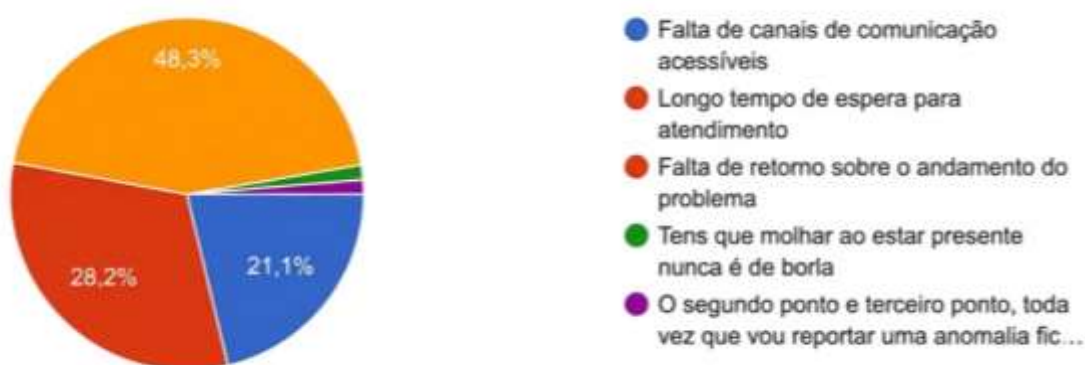 48,3%
28,2%
21,1%
Falta de canais de comunicação
acessíveis
Longo tempo de espera para
atendimento
Falta de retorno sobre o andamento do
problema
Tens que molhar ao estar presente
nunca é de borla
O segundo ponto e terceiro ponto, toda
vez que vou reportar uma anomalia fic...